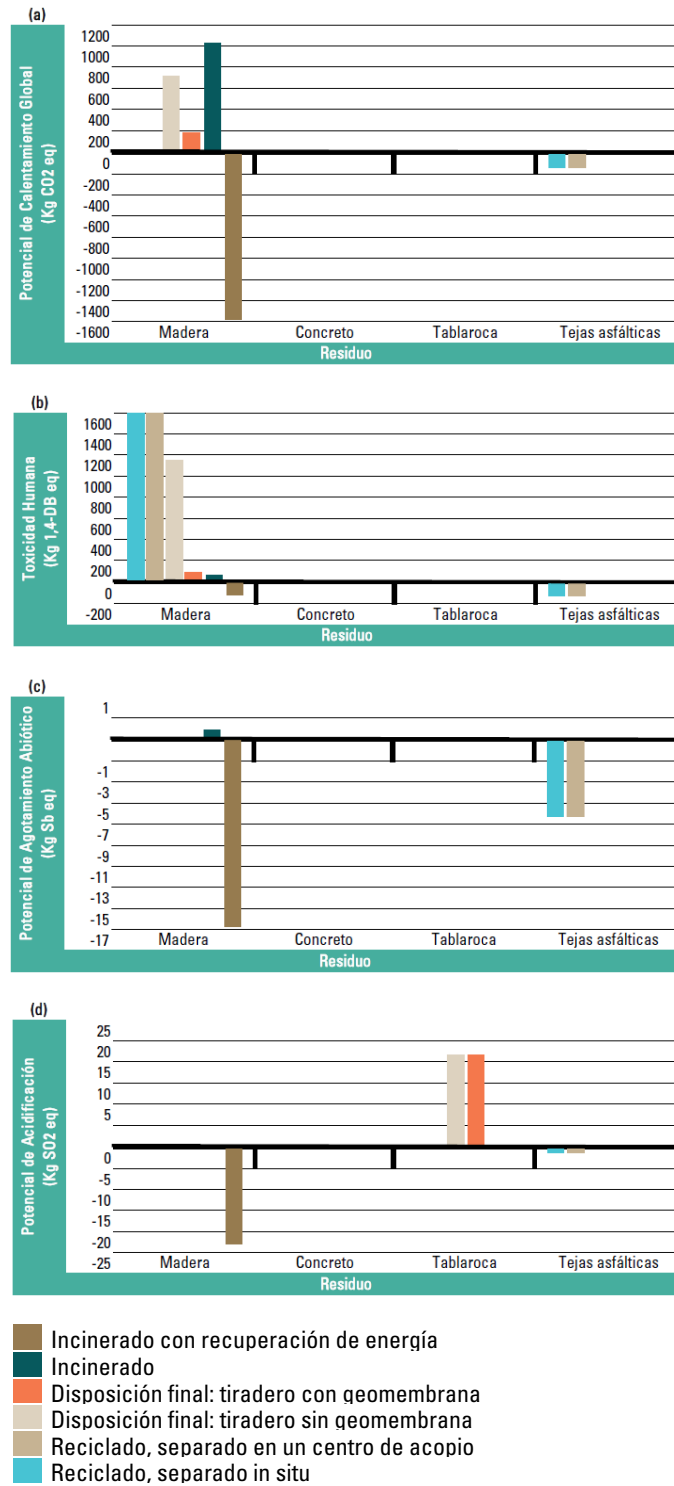 (a)
Potencial de Calentamiento Global
(Kg CO2 eq)
1200
1000
800
600
400
200
0
-200
-400
-600
-800
-1000
-1200
-1400
-1600
Madera Concreto Tablaroca Tejas asfálticas
Residuo
(b)
Toxicidad Humana
(Kg 1,4-DB eq)
1600
1400
1200
1000
800
600
400
200
0
-200
Madera Concreto Tablaroca Tejas asfálticas
Residuo
(c)
Potencial de Agotamiento Abiótico
(Kg Sb eq)
1
-1
-3
-5
-7
-9
-11
-13
-15
-17
Madera Concreto Tablaroca Tejas asfálticas
Residuo
(d)
Potencial de Acidificación
(Kg SO2 eq)
25
20
15
10
5
0
-5
-10
-15
-20
-25
Madera Concreto Tablaroca Tejas asfálticas
Residuo
Incinerado con recuperación de energía
Incinerado
Disposición final: tiradero con geomembrana
Disposición final: tiradero sin geomembrana
Reciclado, separado en un centro de acopio
Reciclado, separado in situ